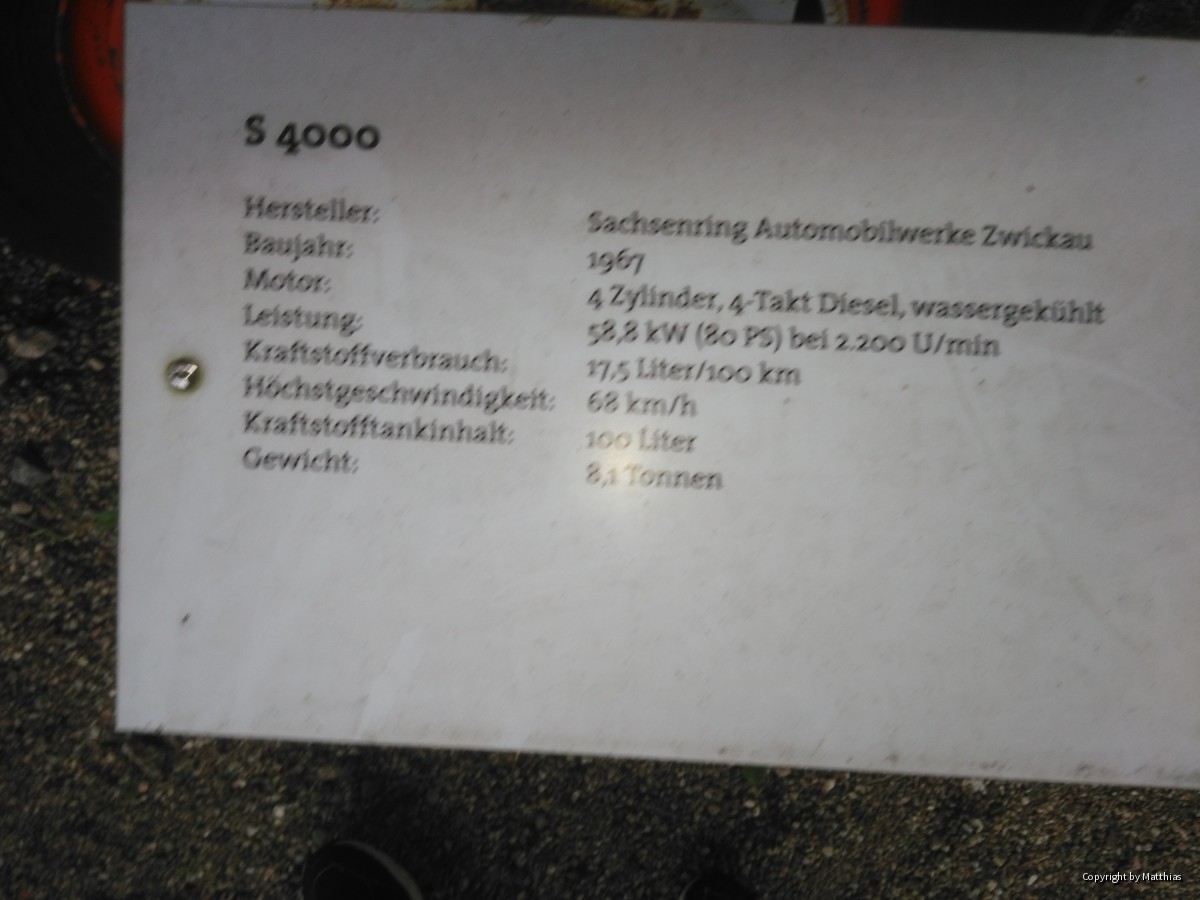 S 4000
Hersteller: Sachsenring Automobilwerke Zwickau
Baujahr: 1967
Motor: 4 Zylinder, 4-Takt Diesel, wassergekühlt
Leistung: 58,8 kW (80 PS) bei 2.200 U/min
Kraftstoffverbrauch: 17,5 Liter/100 km
Höchstgeschwindigkeit: 68 km/h
Kraftstofftankinhalt: 100 Liter
Gewicht: 8,1 Tonnen
Copyright by Matthias